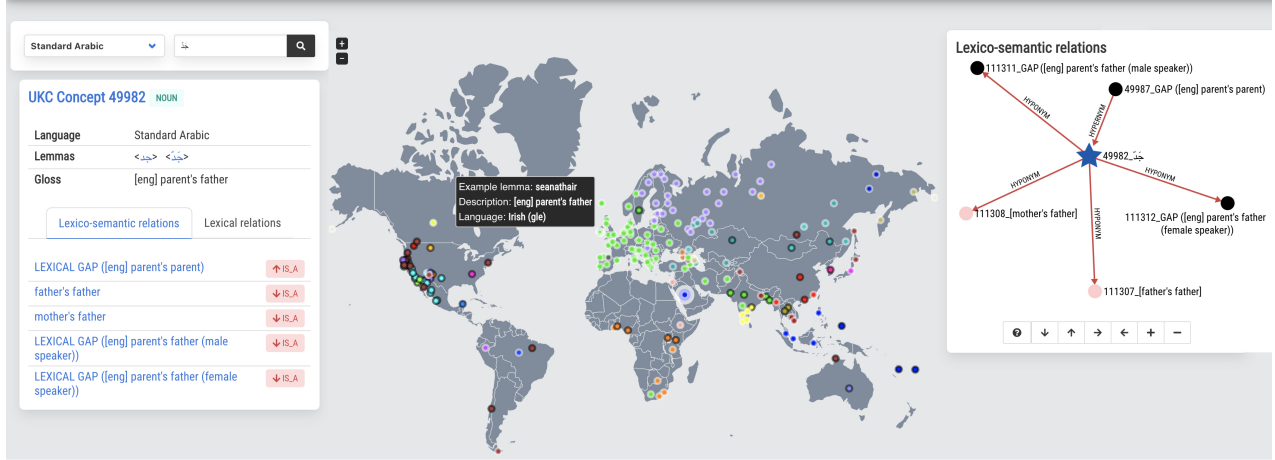 Standard Arabic
جدّ
+
−
UKC Concept 49982 NOUN
Language Standard Arabic
Lemmas <جد> <جَدّ>
Gloss [eng] parent's father
Lexico-semantic relations Lexical relations
LEXICAL GAP ([eng] parent's parent) ↑ IS_A
father's father ↓ IS_A
mother's father ↓ IS_A
LEXICAL GAP ([eng] parent's father (male
speaker)) ↓ IS_A
LEXICAL GAP ([eng] parent's father (female
speaker)) ↓ IS_A
Example lemma: seanathair
Description: [eng] parent's father
Language: Irish (gle)
Lexico-semantic relations
111311_GAP ([eng] parent's father (male speaker))
49987_GAP ([eng] parent's parent)
HYPONYM
HYPERNYM
49982_جَدّ
HYPONYM
HYPONYM
111308_[mother's father]
HYPONYM
111312_GAP ([eng] parent's father
(female speaker))
111307_[father's father]
? ↓ ↑ → ← + −